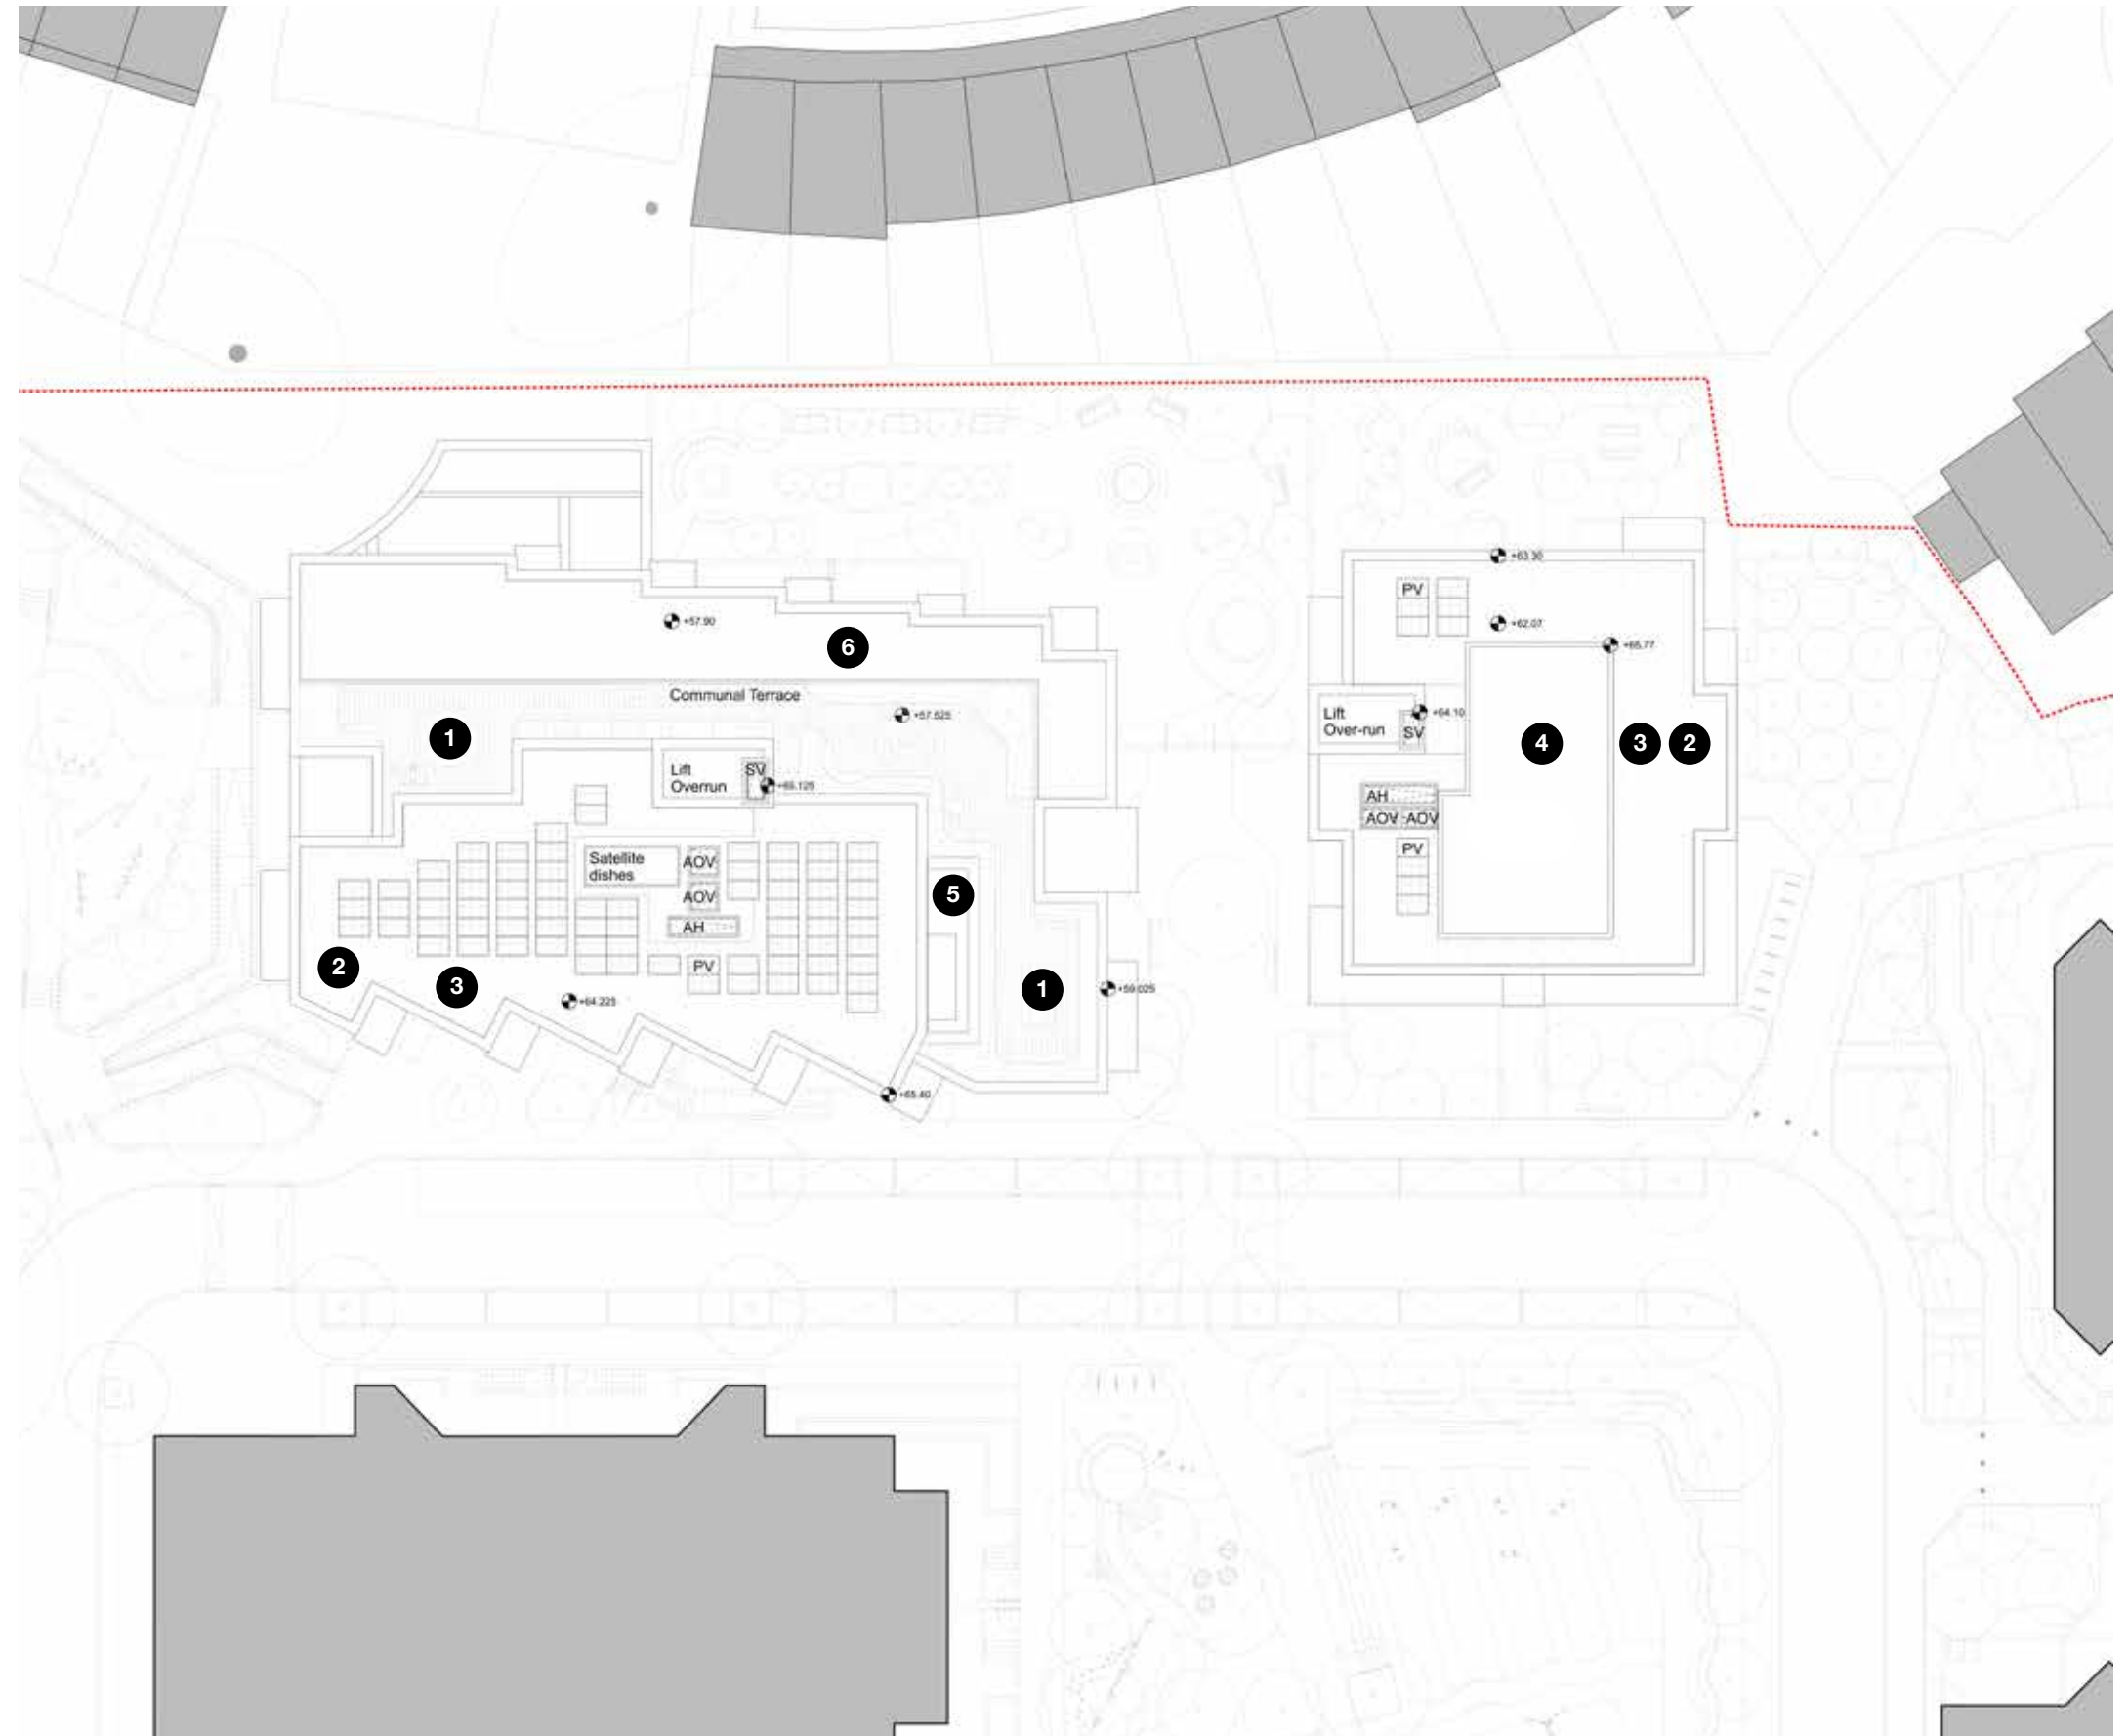 +63.30
PV
+57.90
+62.07
6
+65.77
Communal Terrace
+57.525
+64.10
Lift
Over-run
SV
1
4
3
2
Lift
Overrun
SV
+65.125
AH
AOV AOV
Satellite
dishes
AOV
PV
AOV
5
AH
2
PV
3
1
+59.025
+64.225
+65.40